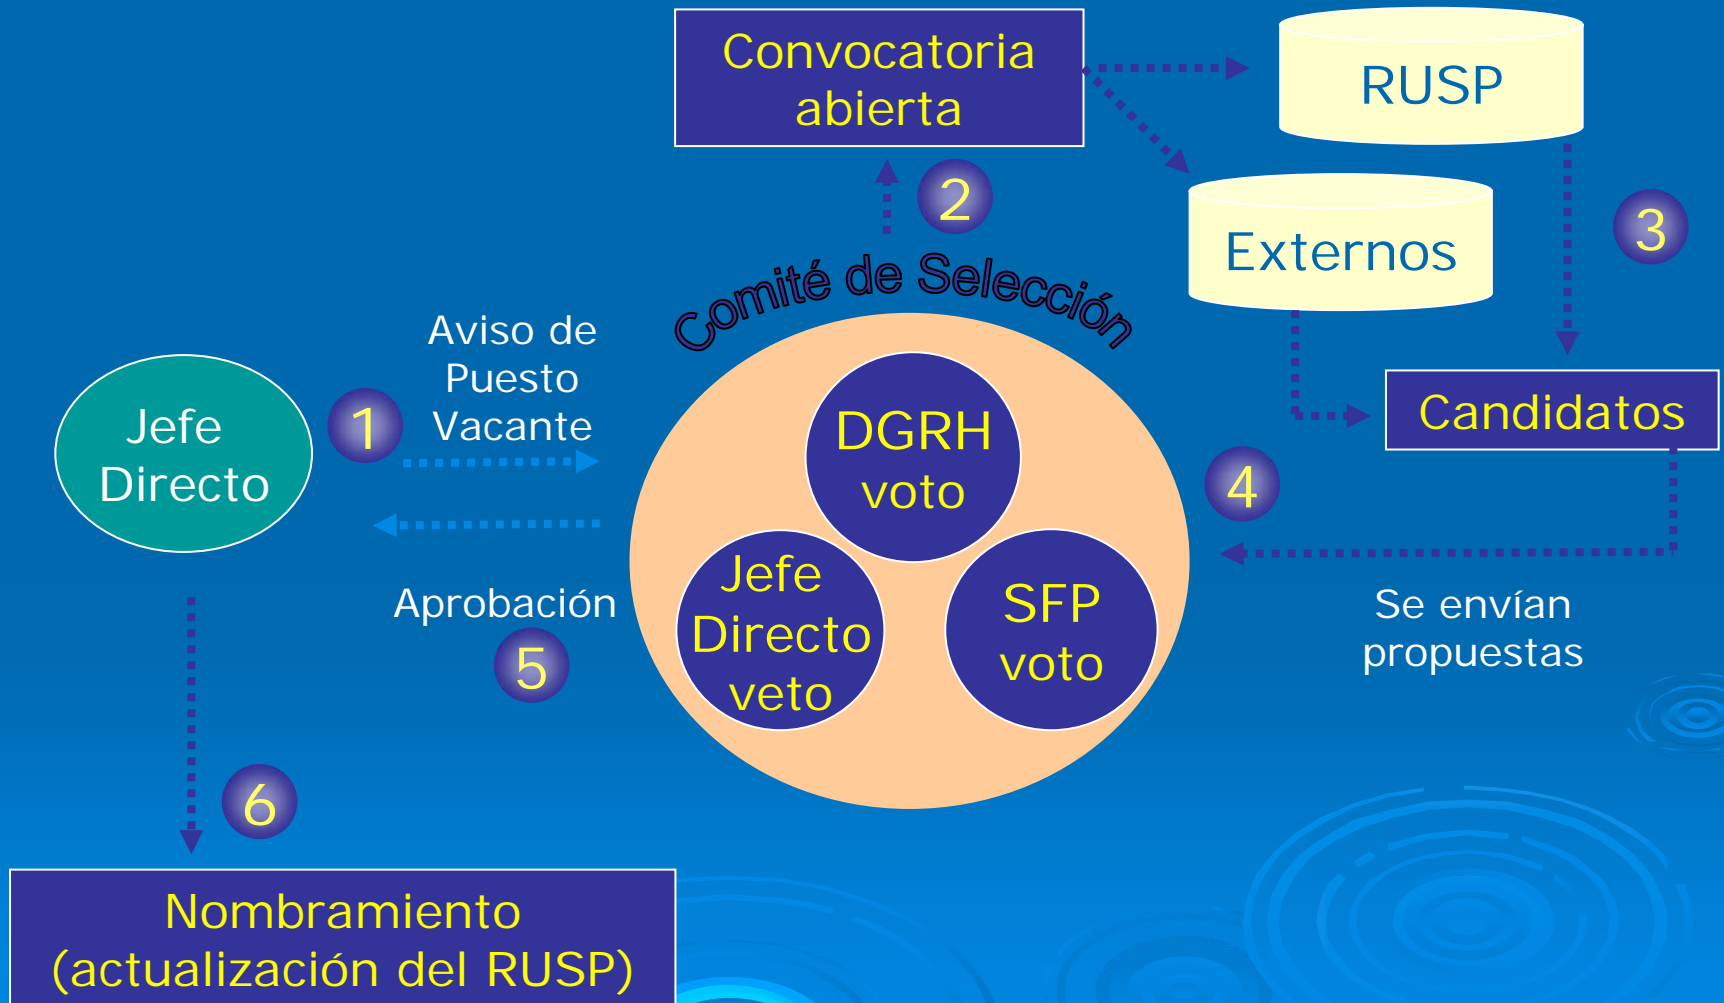 Convocatoria
abierta
RUSP
2
Externos
3
Comité de Selección
Aviso de
Puesto
Vacante
1
Jefe
Directo
DGRH
voto
Candidatos
4
Jefe
Directo
veto
SFP
voto
Se envían
propuestas
Aprobación
5
6
Nombramiento
(actualización del RUSP)